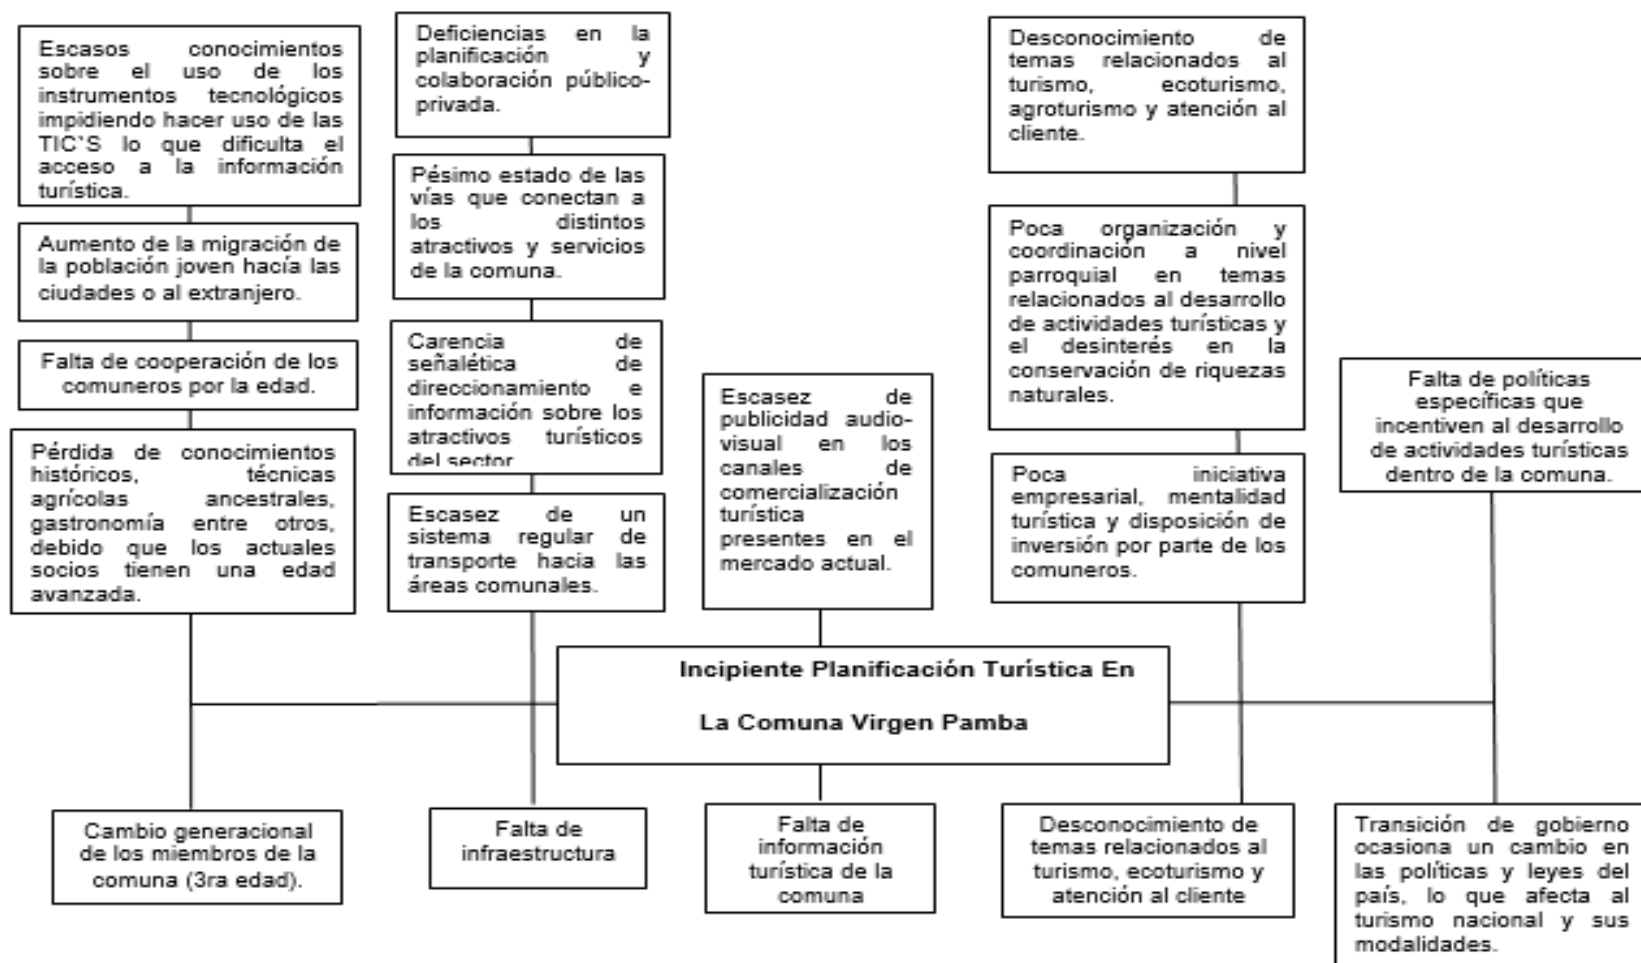 Escasos conocimientos
sobre el uso de los
instrumentos tecnológicos
impidiendo hacer uso de las
TIC`S lo que dificulta el
acceso a la información
turística.
Aumento de la migración de
la población joven hacía las
ciudades o al extranjero.
Falta de cooperación de los
comuneros por la edad.
Pérdida de conocimientos
históricos, técnicas
agrícolas ancestrales,
gastronomía entre otros,
debido que los actuales
socios tienen una edad
avanzada.
Deficiencias en la
planificación y
colaboración público-
privada.
Pésimo estado de las
vías que conectan a
los distintos
atractivos y servicios
de la comuna.
Carencia de
señalética de
direccionamiento e
información sobre los
atractivos turísticos
del sector
Escasez de un
sistema regular de
transporte hacia las
áreas comunales.
Escasez de
publicidad audio-
visual en los
canales de
comercialización
turística
presentes en el
mercado actual.
Desconocimiento de
temas relacionados al
turismo, ecoturismo,
agroturismo y atención al
cliente.
Poca organización y
coordinación a nivel
parroquial en temas
relacionados al desarrollo
de actividades turísticas y
el desinterés en la
conservación de riquezas
naturales.
Poca iniciativa
empresarial, mentalidad
turística y disposición de
inversión por parte de los
comuneros.
Falta de políticas
específicas que
incentiven al desarrollo
de actividades turísticas
dentro de la comuna.
Incipiente Planificación Turística En
La Comuna Virgen Pamba
Cambio generacional
de los miembros de la
comuna (3ra edad).
Falta de
infraestructura
Falta de
información
turística de la
comuna
Desconocimiento de
temas relacionados al
turismo, ecoturismo y
atención al cliente
Transición de gobierno
ocasiona un cambio en
las políticas y leyes del
país, lo que afecta al
turismo nacional y sus
modalidades.